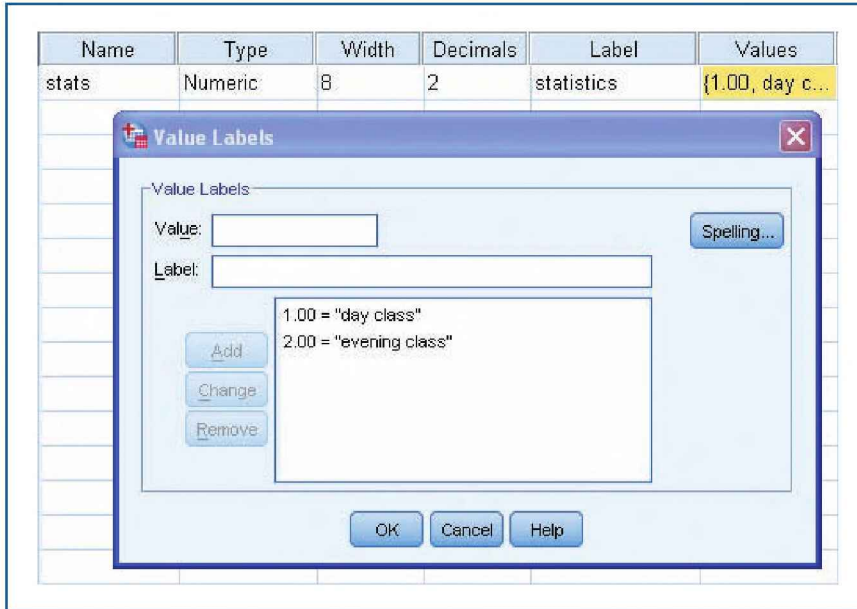 Name Type Width Decimals Label Values
stats Numeric 8 2 statistics {1.00, day c...
Value Labels
Value Labels
Value:
Spelling...
Label:
1.00 = "day class"
2.00 = "evening class"
Add
Change
Remove
OK Cancel Help